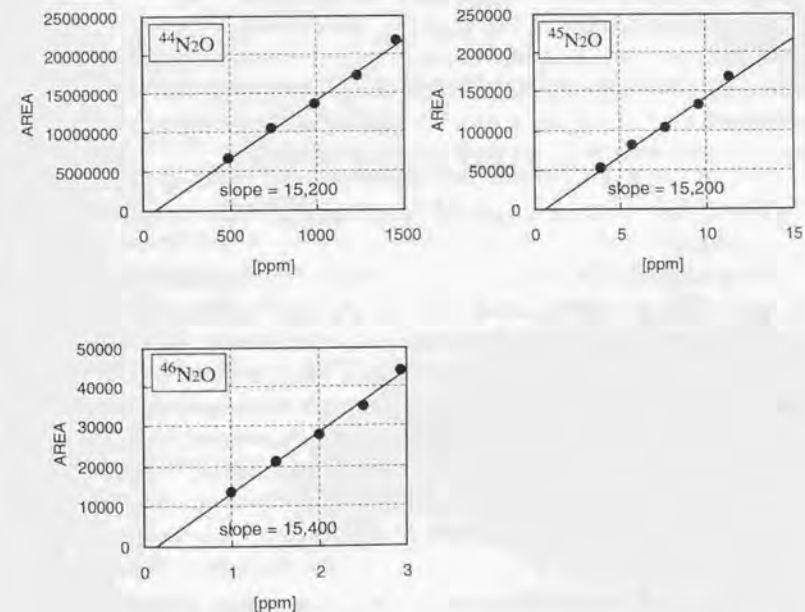 ⁴⁴N2O
25000000
20000000
15000000
10000000
5000000
0
AREA
slope = 15,200
0 500 1000 1500
[ppm]
⁴⁵N2O
250000
200000
150000
100000
50000
0
AREA
slope = 15,200
0 5 10 15
[ppm]
⁴⁶N2O
50000
40000
30000
20000
10000
0
AREA
slope = 15,400
0 1 2 3
[ppm]